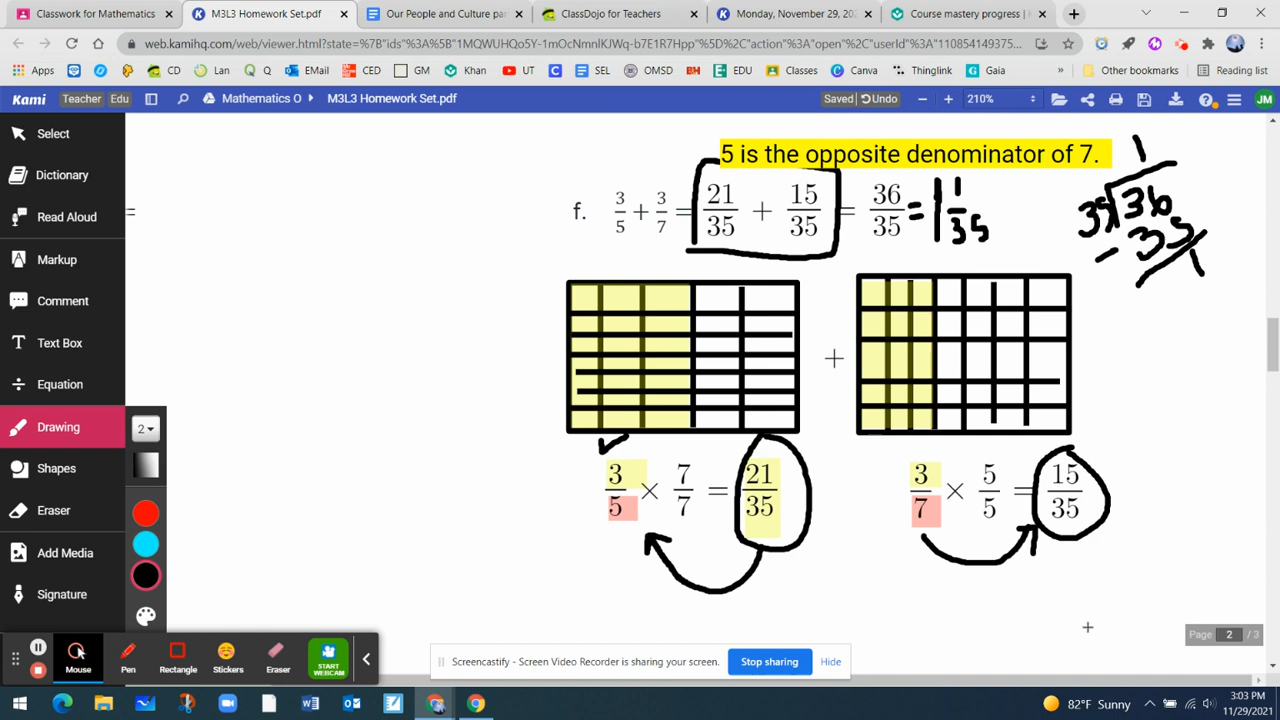 Classwork for Mathematics
M3L3 Homework Set.pdf
Our People and Culture par
ClassDojo for Teachers
Monday, November 29, 202
Course mastery progress |
web.kamihq.com/web/viewer.html?state=%7B"ids"%3A%5B"1MOQWUHQo5Y-1mOcNmnlKJWq-b7E1R7Hpp"%5D%2C"action"%3A"open"%2C"userId"%3A"110854149375...
Apps
CD
Lan
O
EMail
CED
GM
Khan
UT
SEL
OMSD
BM
EDU
Classes
Canva
Thinglink
Gaia
Other bookmarks
Reading list
Kami
Teacher
Edu
Mathematics O
M3L3 Homework Set.pdf
Saved
Undo
210%
JM
Select
Dictionary
Read Aloud
Markup
Comment
Text Box
Equation
Drawing
2
Shapes
Eraser
Add Media
Signature
=
5 is the opposite denominator of 7.
f. 3/5 + 3/7 = 21/35 + 15/35 = 36/35 = 1 1/35
1
35 36
- 35
1
+
3/5 × 7/7 = 21/35
3/7 × 5/5 = 15/35
Page 2 / 3
Mouse
Pen
Rectangle
Stickers
Eraser
START WEBCAM
Screencastify - Screen Video Recorder is sharing your screen.
Stop sharing
Hide
82°F Sunny
3:03 PM
11/29/2021